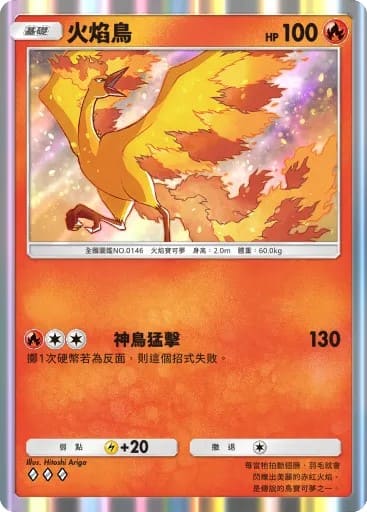 基礎 火焰鳥 HP 100
全國圖鑑NO.0146 火焰寶可夢 身高:2.0m 體重:60.0kg
神鳥猛擊 130
擲1次硬幣若為反面,則這個招式失敗。
弱點 +20 撤退
Illus. Hitoshi Ariga
每當牠拍動翅膀,羽毛就會
閃爍出美麗的赤紅火焰。
是傳說的鳥寶可夢之一。